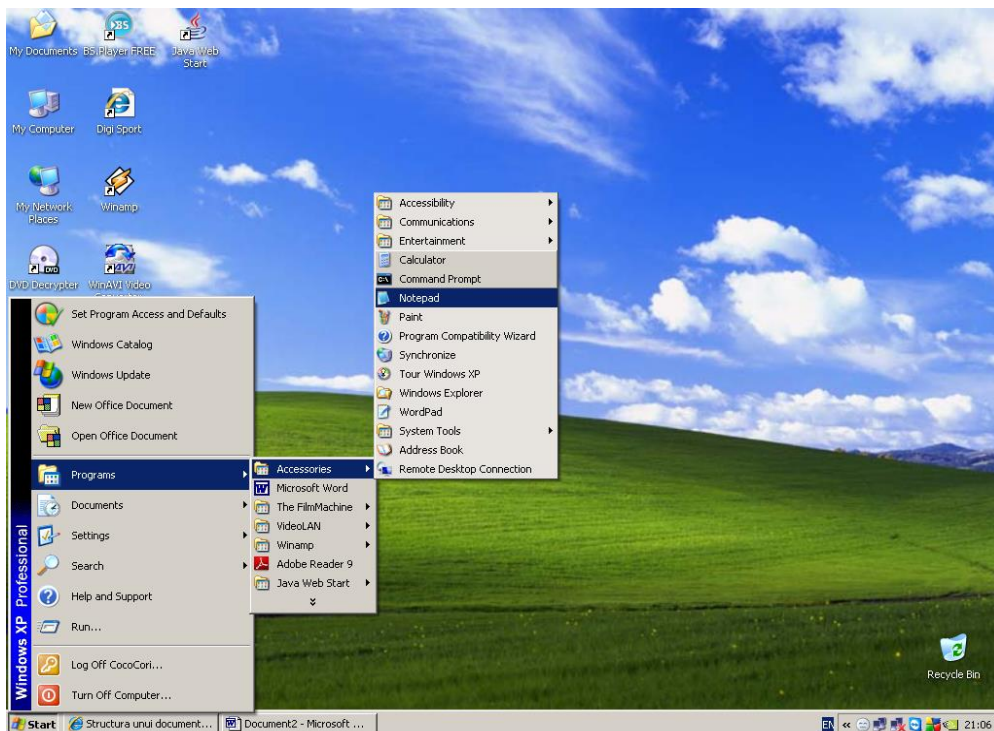 My Documents
BS.Player FREE
Java Web
Start
My Computer
Digi Sport
My Network
Places
Winamp
DVD Decrypter
WinAVI Video
Set Program Access and Defaults
Windows Catalog
Windows Update
New Office Document
Open Office Document
Programs
Documents
Settings
Search
Help and Support
Run...
Log Off CocoCori...
Turn Off Computer...
Windows XP Professional
Accessories
Microsoft Word
The FilmMachine
VideoLAN
Winamp
Adobe Reader 9
Java Web Start
Accessibility
Communications
Entertainment
Calculator
Command Prompt
Notepad
Paint
Program Compatibility Wizard
Synchronize
Tour Windows XP
Windows Explorer
WordPad
System Tools
Address Book
Remote Desktop Connection
Recycle Bin
Start
Structura unui document...
Document2 - Microsoft ...
EN
21:06